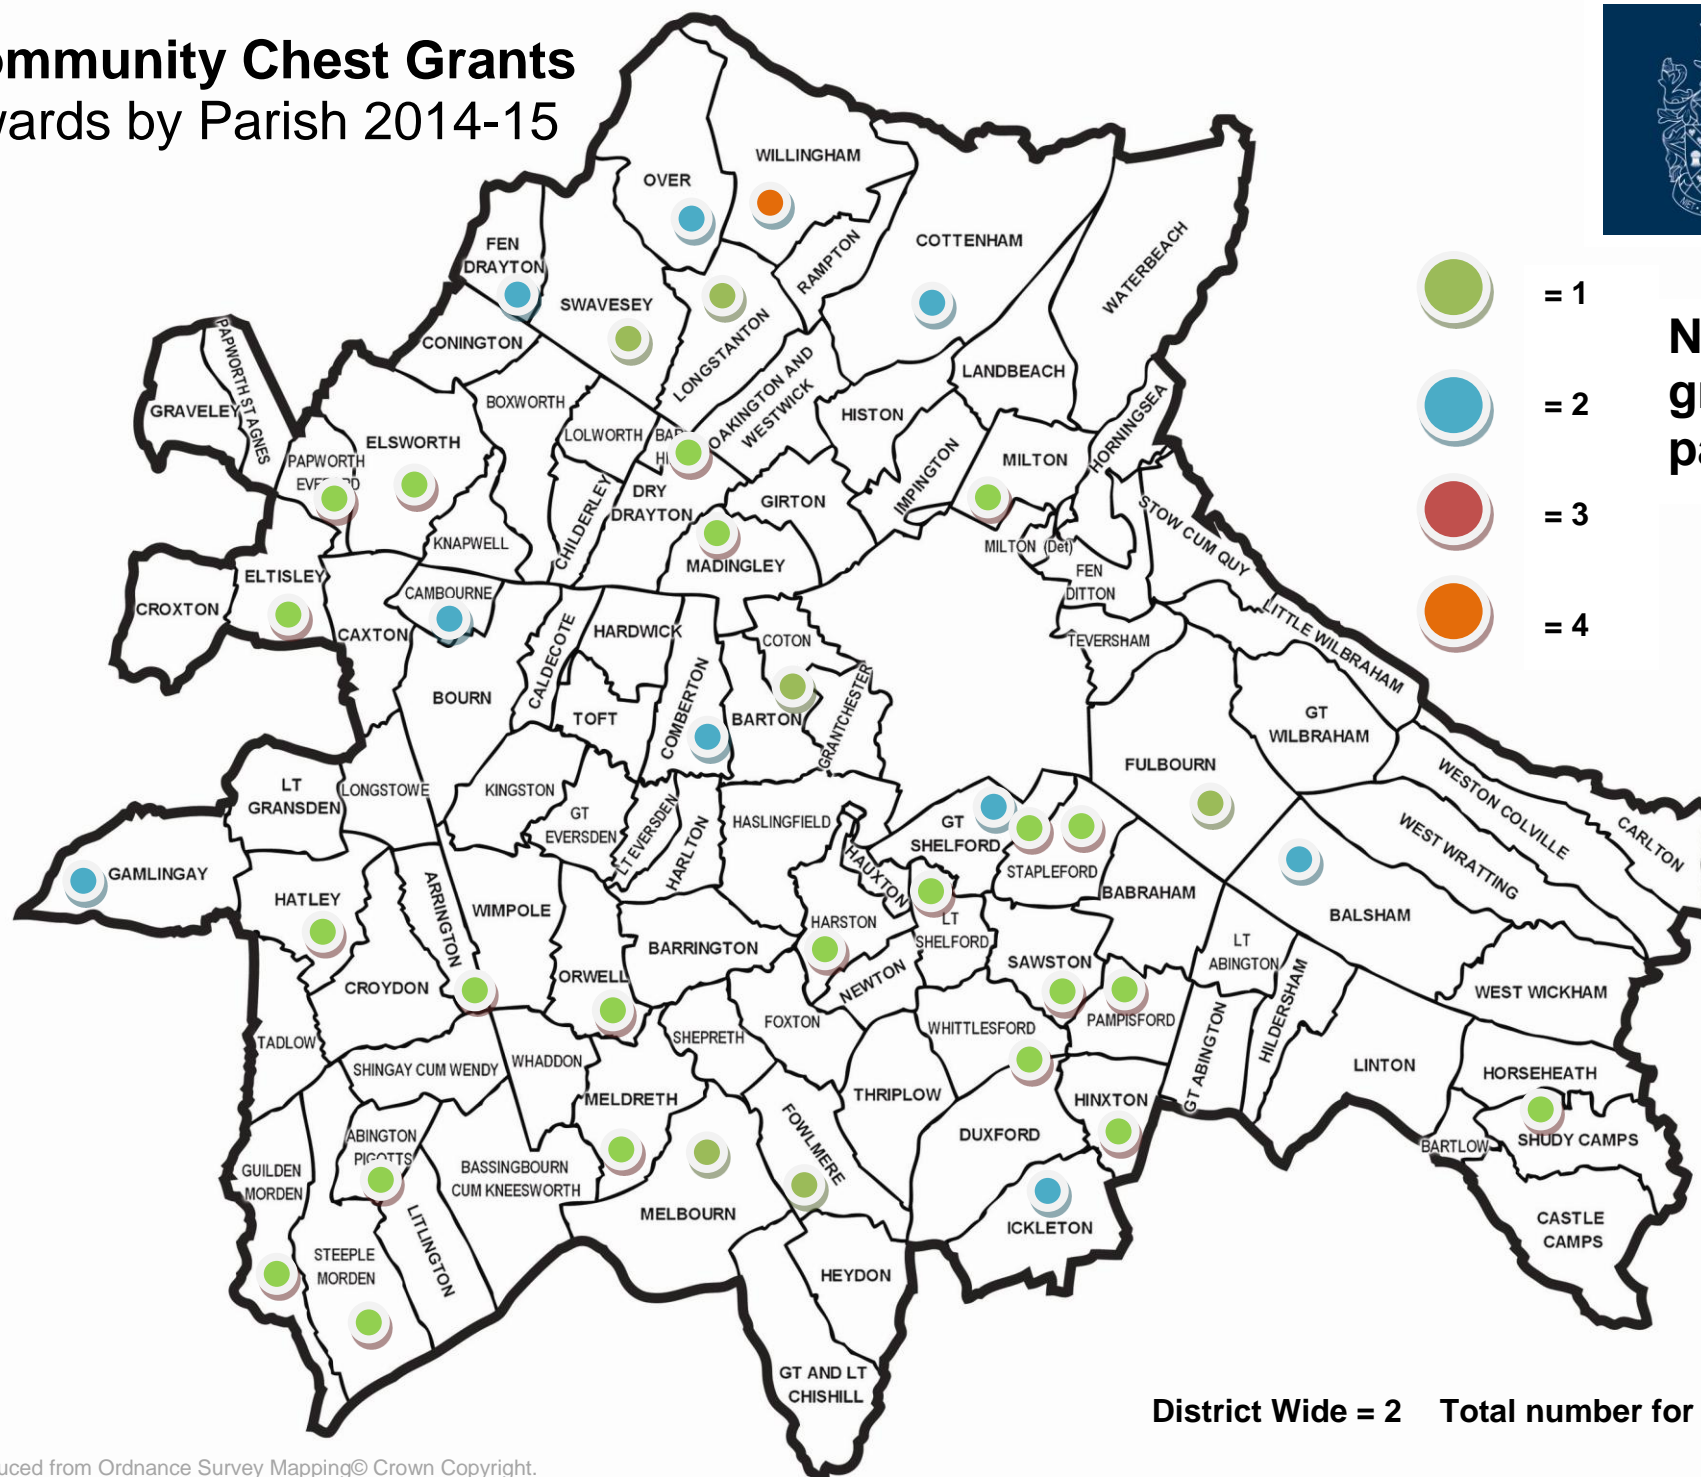 ommunity Chest Grants
wards by Parish 2014-15
WILLINGHAM
OVER
FEN
DRAYTON
COTTENHAM
RAMPTON
WATERBEACH
SWAVESEY
= 1
CONINGTON
LONGSTANTON
LANDBEACH
PAPWORTH ST AGNES
GRAVELEY
BOXWORTH
OAKINGTON AND
WESTWICK
HISTON
HORNINGSEA
= 2
ELSWORTH
LOLWORTH
IMPINGTON
MILTON
PAPWORTH
DRY
DRAYTON
GIRTON
CHILDERLEY
STOW CUM QUY
= 3
KNAPWELL
MADINGLEY
MILTON (Det)
FEN
DITTON
ELTISLEY
CROXTON
CAMBOURNE
CAXTON
CALDECOTE
HARDWICK
COTON
TEVERSHAM
LITTLE WILBRAHAM
= 4
BOURN
TOFT
COMBERTON
BARTON
GRANTCHESTER
GT
WILBRAHAM
FULBOURN
LT
GRANSDEN
LONGSTOWE
KINGSTON
GT
EVERSDEN
LT EVERSDEN
HARLTON
HASLINGFIELD
GT
SHELFORD
WESTON COLVILLE
WEST WRATTING
CARLTON
GAMLINGAY
HATLEY
ARRINGTON
WIMPOLE
HAUXTON
STAPLEFORD
BABRAHAM
BALSHAM
HARSTON
LT
SHELFORD
BARRINGTON
ORWELL
NEWTON
SAWSTON
LT
ABINGTON
HILDERSHAM
CROYDON
WEST WICKHAM
TADLOW
FOXTON
SHEPRETH
WHITTLESFORD
PAMPISFORD
GT ABINGTON
SHINGAY CUM WENDY
WHADDON
LINTON
HORSEHEATH
MELDRETH
THRIPLOW
HINXTON
FOWLMERE
DUXFORD
ABINGTON
PIGOTTS
BARTLOW
SHUDY CAMPS
GUILDEN
MORDEN
BASSINGBOURN
CUM KNEESWORTH
LITLINGTON
MELBOURN
ICKLETON
CASTLE
CAMPS
STEEPLE
MORDEN
HEYDON
GT AND LT
CHISHILL
District Wide = 2 Total number for
uced from Ordnance Survey Mapping© Crown Copyright.